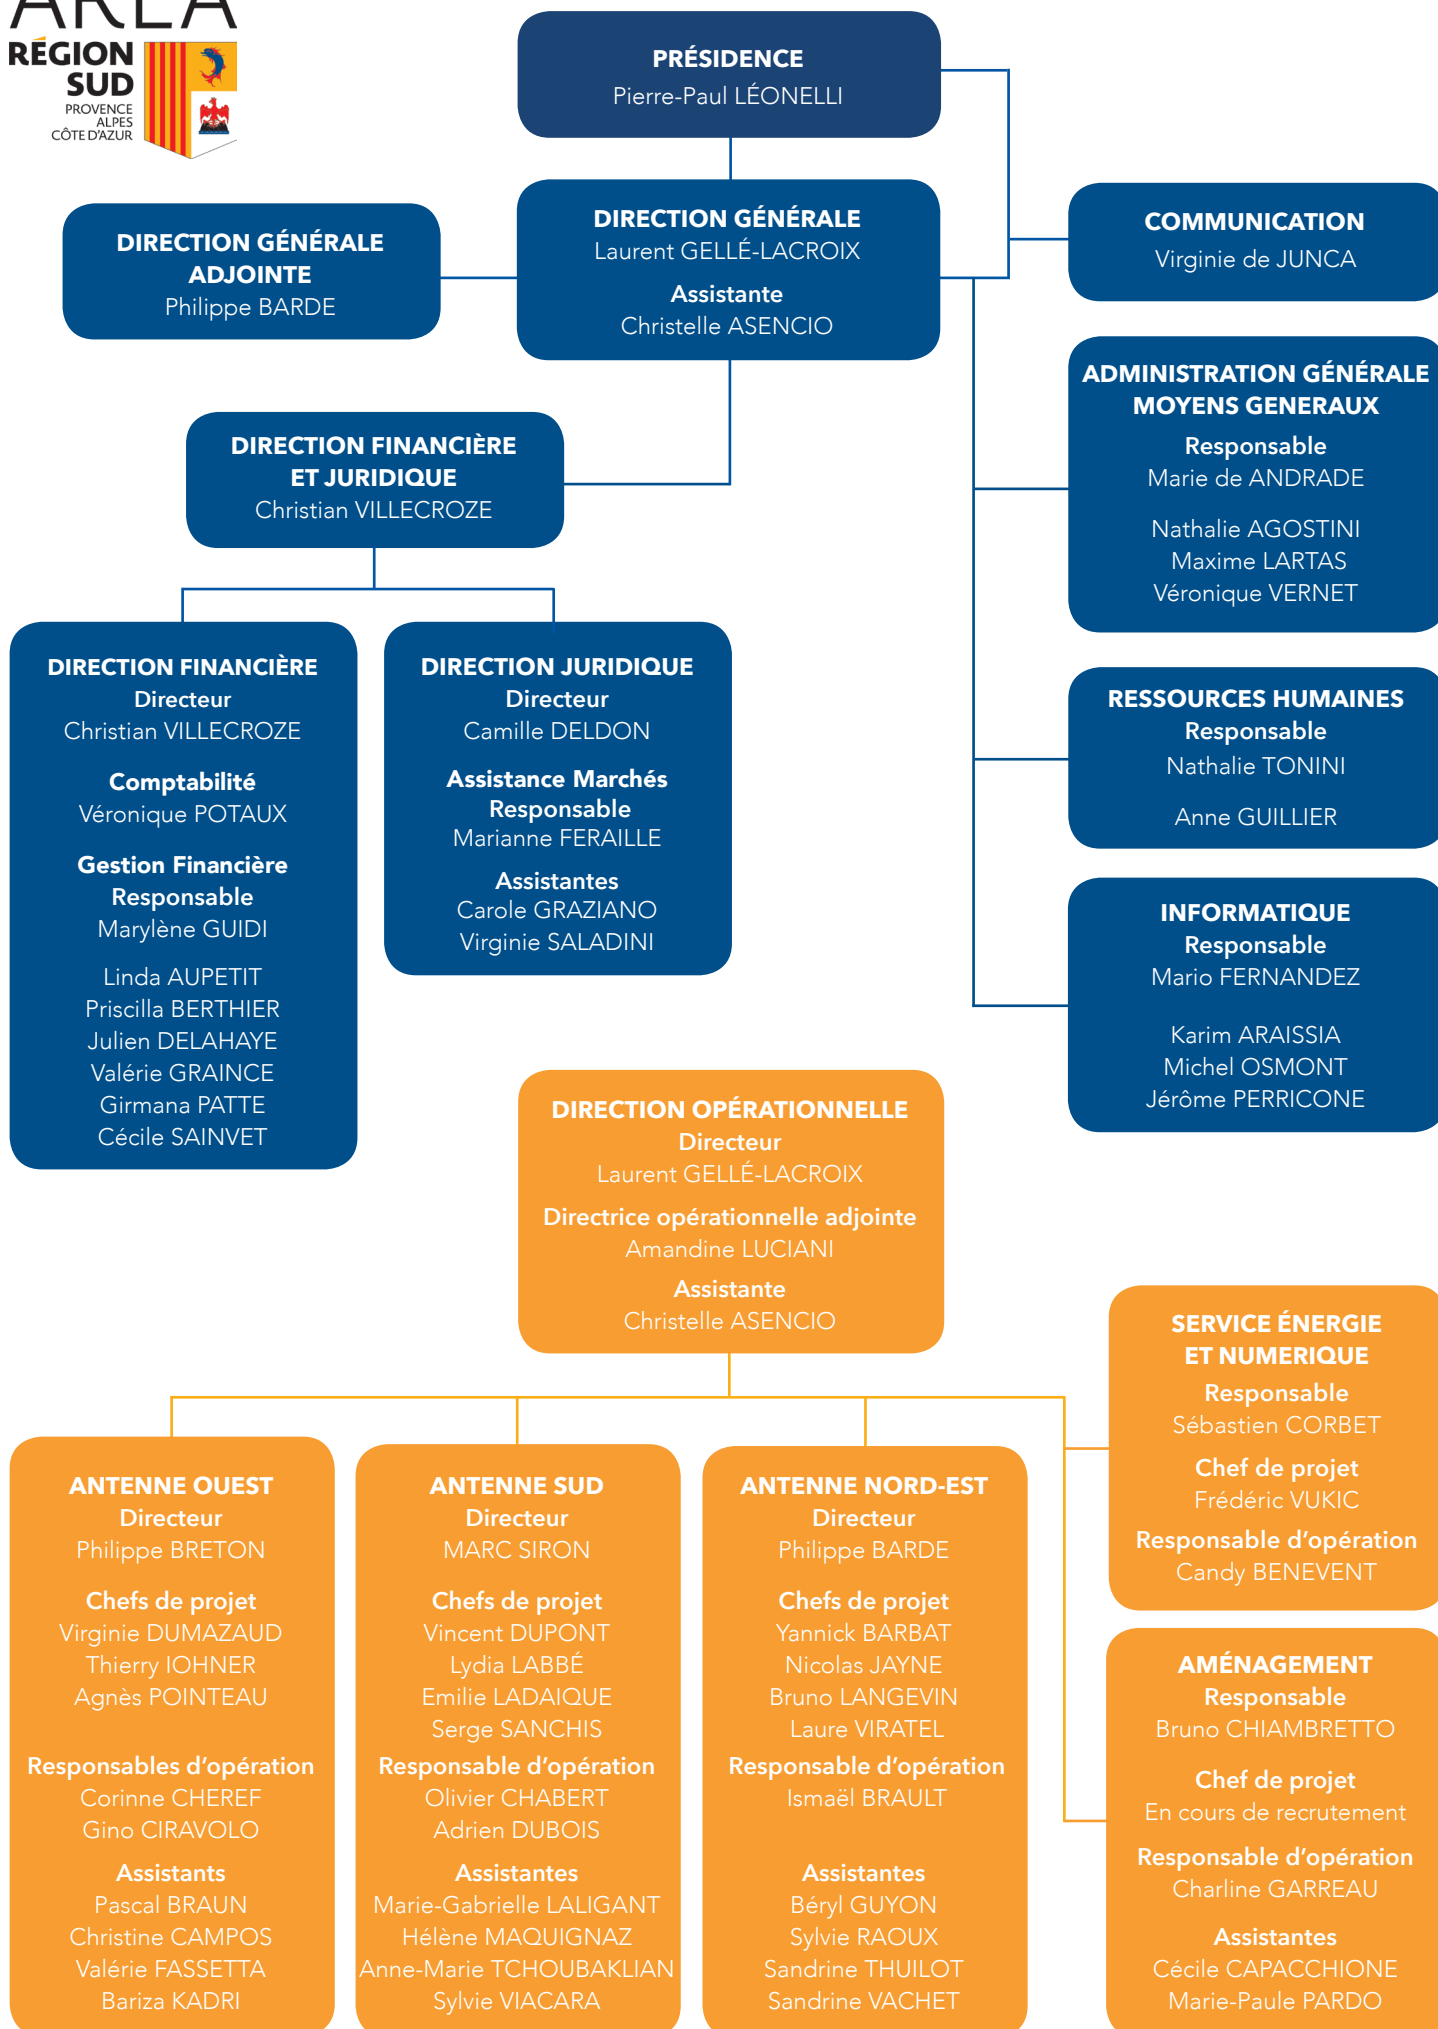 AREA
RÉGION
SUD
PROVENCE
ALPES
CÔTE D'AZUR
PRÉSIDENCE
Pierre-Paul LÉONELLI
DIRECTION GÉNÉRALE
ADJOINTE
Philippe BARDE
DIRECTION GÉNÉRALE
Laurent GELLÉ-LACROIX
Assistante
Christelle ASENCIO
COMMUNICATION
Virginie de JUNCA
ADMINISTRATION GÉNÉRALE
MOYENS GENERAUX
Responsable
Marie de ANDRADE
Nathalie AGOSTINI
Maxime LARTAS
Véronique VERNET
DIRECTION FINANCIÈRE
ET JURIDIQUE
Christian VILLECROZE
DIRECTION FINANCIÈRE
Directeur
Christian VILLECROZE
Comptabilité
Véronique POTAUX
Gestion Financière
Responsable
Marylène GUIDI
Linda AUPETIT
Priscilla BERTHIER
Julien DELAHAYE
Valérie GRAINCE
Girmana PATTE
Cécile SAINVET
DIRECTION JURIDIQUE
Directeur
Camille DELDON
Assistance Marchés
Responsable
Marianne FERAILLE
Assistantes
Carole GRAZIANO
Virginie SALADINI
RESSOURCES HUMAINES
Responsable
Nathalie TONINI
Anne GUILLIER
INFORMATIQUE
Responsable
Mario FERNANDEZ
Karim ARAISSIA
Michel OSMONT
Jérôme PERRICONE
DIRECTION OPÉRATIONNELLE
Directeur
Laurent GELLÉ-LACROIX
Directrice opérationnelle adjointe
Amandine LUCIANI
Assistante
Christelle ASENCIO
ANTENNE OUEST
Directeur
Philippe BRETON
Chefs de projet
Virginie DUMAZAUD
Thierry IOHNER
Agnès POINTEAU
Responsables d'opération
Corinne CHEREF
Gino CIRAVOLO
Assistants
Pascal BRAUN
Christine CAMPOS
Valérie FASSETTA
Bariza KADRI
ANTENNE SUD
Directeur
MARC SIRON
Chefs de projet
Vincent DUPONT
Lydia LABBÉ
Emilie LADAIQUE
Serge SANCHIS
Responsable d'opération
Olivier CHABERT
Adrien DUBOIS
Assistantes
Marie-Gabrielle LALIGANT
Hélène MAQUIGNAZ
Anne-Marie TCHOUBAKLIAN
Sylvie VIACARA
ANTENNE NORD-EST
Directeur
Philippe BARDE
Chefs de projet
Yannick BARBAT
Nicolas JAYNE
Bruno LANGEVIN
Laure VIRATEL
Responsable d'opération
Ismaël BRAULT
Assistantes
Béryl GUYON
Sylvie RAOUX
Sandrine THUILOT
Sandrine VACHET
SERVICE ÉNERGIE
ET NUMERIQUE
Responsable
Sébastien CORBET
Chef de projet
Frédéric VUKIC
Responsable d'opération
Candy BENEVENT
AMÉNAGEMENT
Responsable
Bruno CHIAMBRETTO
Chef de projet
En cours de recrutement
Responsable d'opération
Charline GARREAU
Assistantes
Cécile CAPACCHIONE
Marie-Paule PARDO